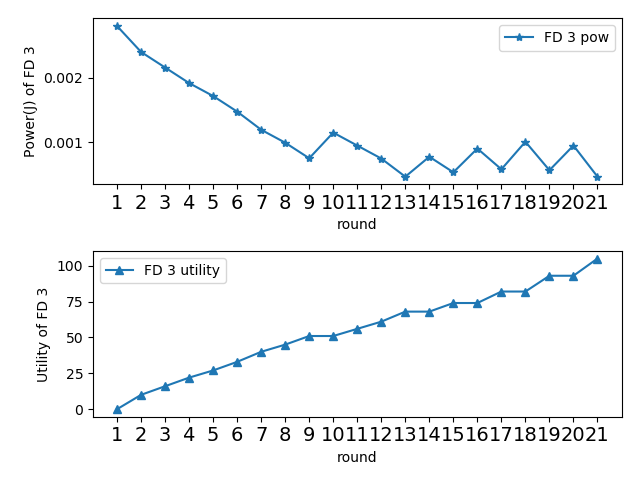 FD 3 pow
Power(J) of FD 3
0.002
0.001
1 2 3 4 5 6 7 8 9 10 11 12 13 14 15 16 17 18 19 20 21
round
FD 3 utility
Utility of FD 3
100
75
50
25
0
1 2 3 4 5 6 7 8 9 10 11 12 13 14 15 16 17 18 19 20 21
round